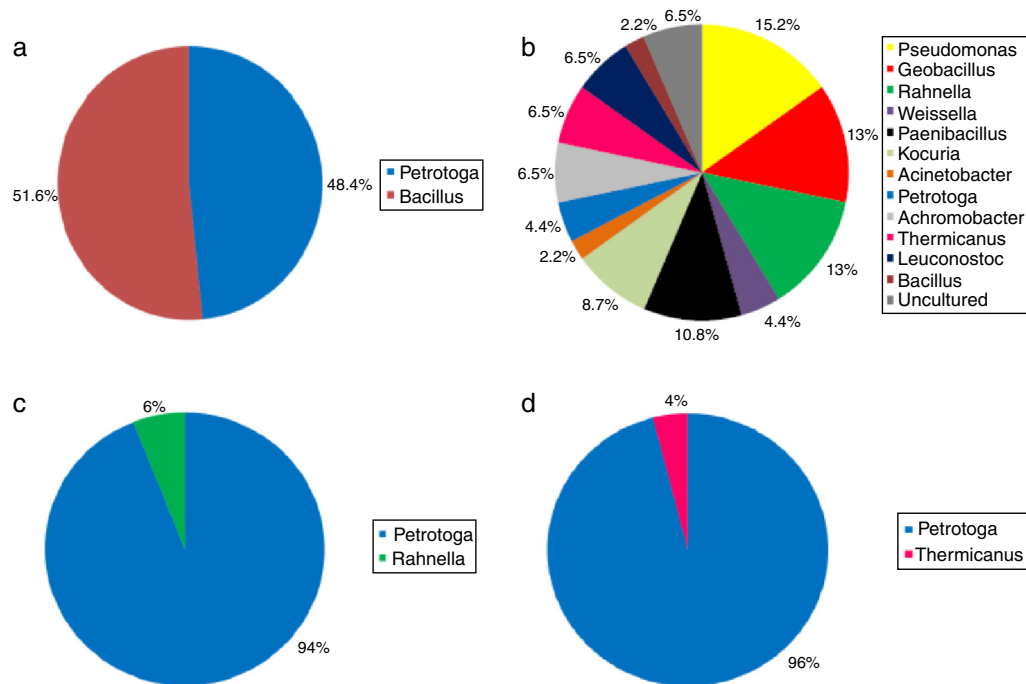 a
51.6%
48.4%
Petrotoga
Bacillus
b
2.2%
6.5%
15.2%
6.5%
13%
6.5%
6.5%
13%
4.4%
2.2%
8.7%
10.8%
4.4%
Pseudomonas
Geobacillus
Rahnella
Weissella
Paenibacillus
Kocuria
Acinetobacter
Petrotoga
Achromobacter
Thermicanus
Leuconostoc
Bacillus
Uncultured
c
6%
94%
Petrotoga
Rahnella
d
4%
96%
Petrotoga
Thermicanus